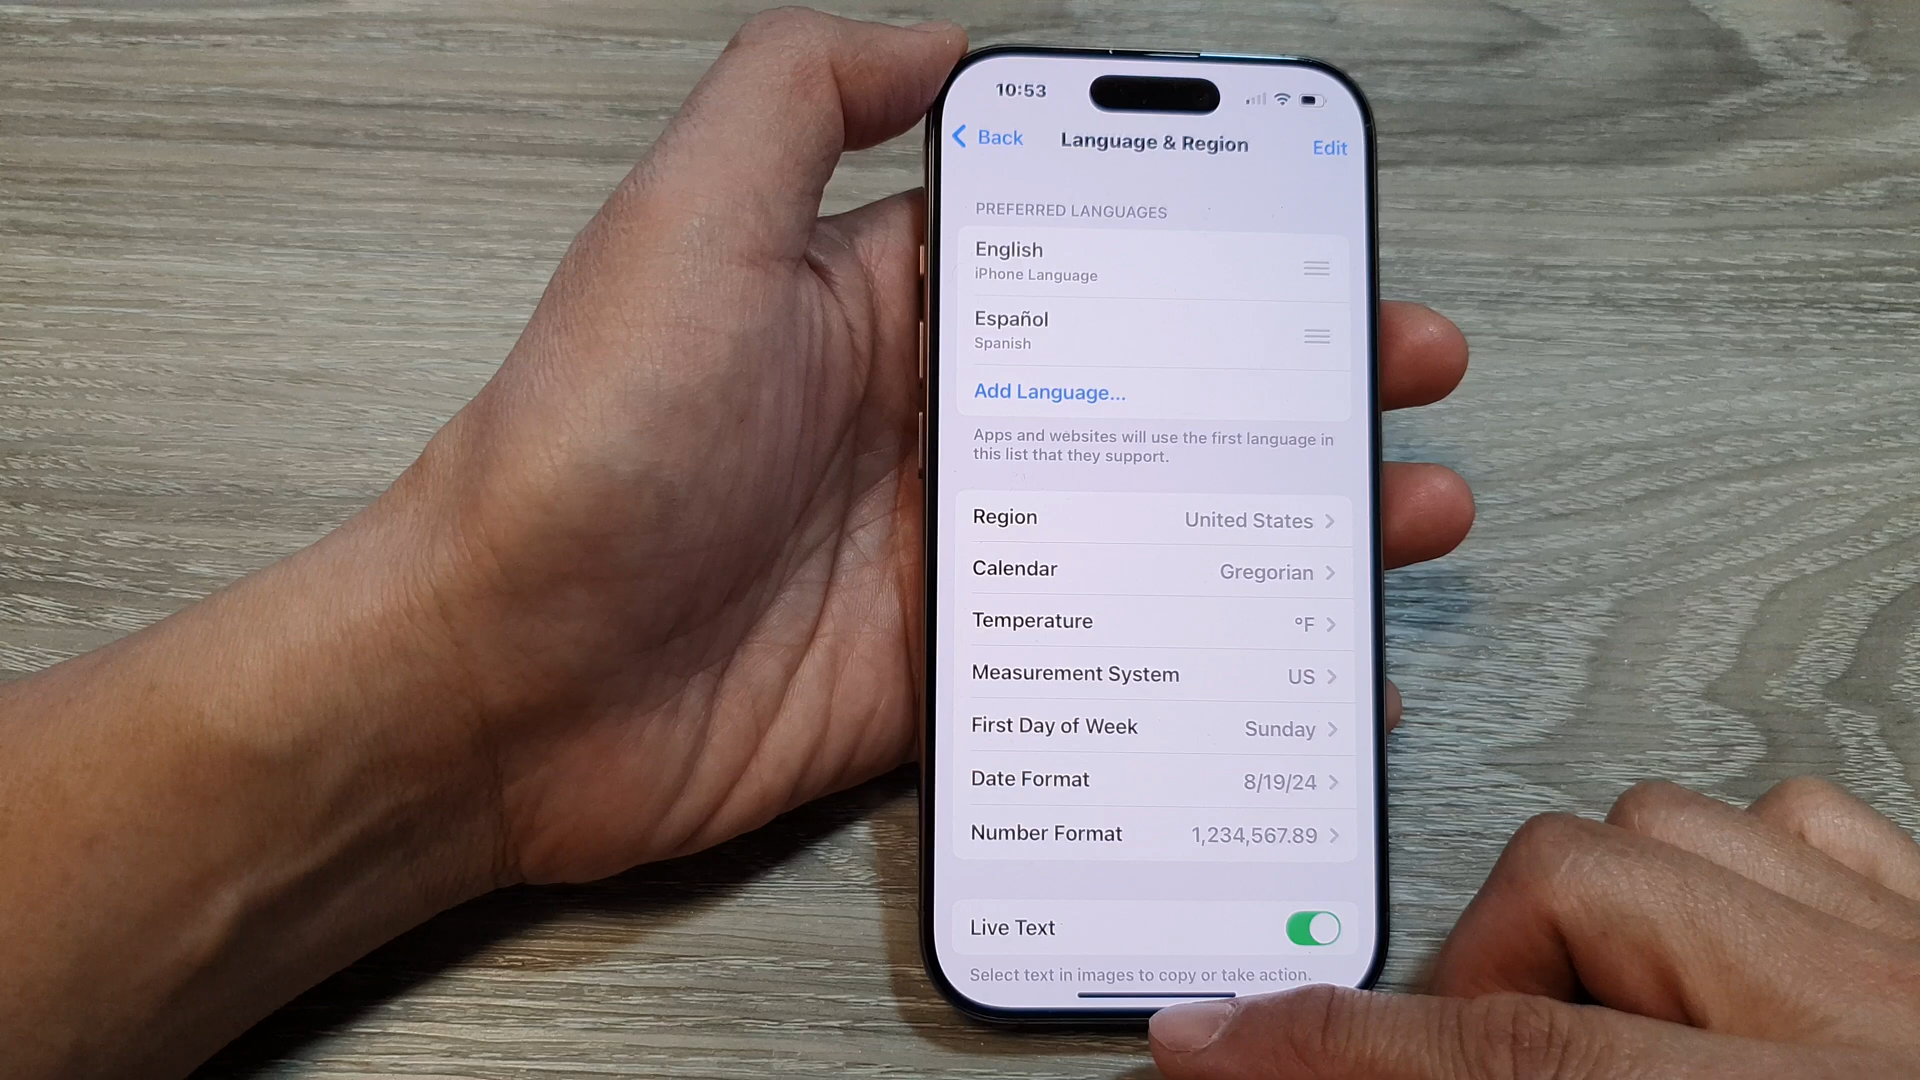 10:53
Back Language & Region Edit
PREFERRED LANGUAGES
English
iPhone Language
Español
Spanish
Add Language...
Apps and websites will use the first language in
this list that they support.
Region United States
Calendar Gregorian
Temperature °F
Measurement System US
First Day of Week Sunday
Date Format 8/19/24
Number Format 1,234,567.89
Live Text
Select text in images to copy or take action.